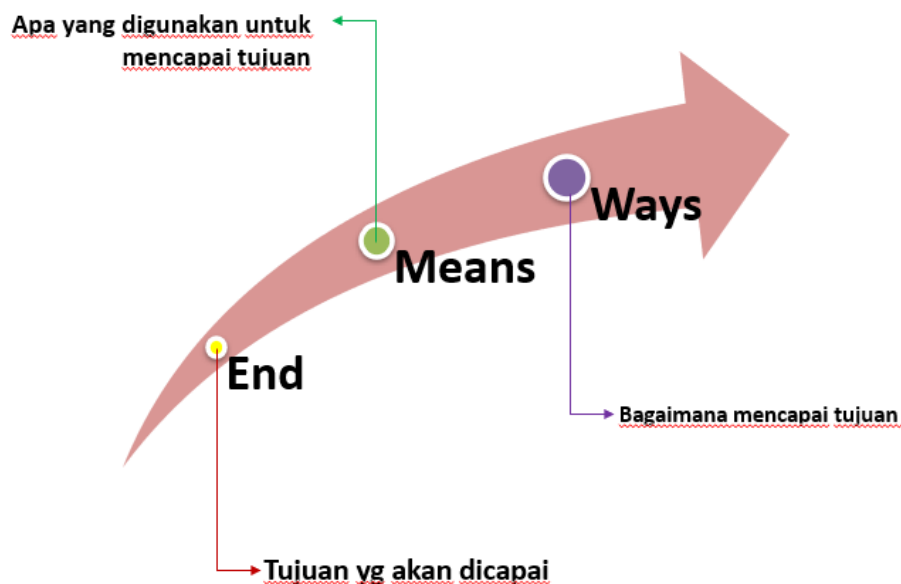 Apa yang digunakan untuk
mencapai tujuan
Ways
Means
End
Bagaimana mencapai tujuan
Tujuan yg akan dicapai